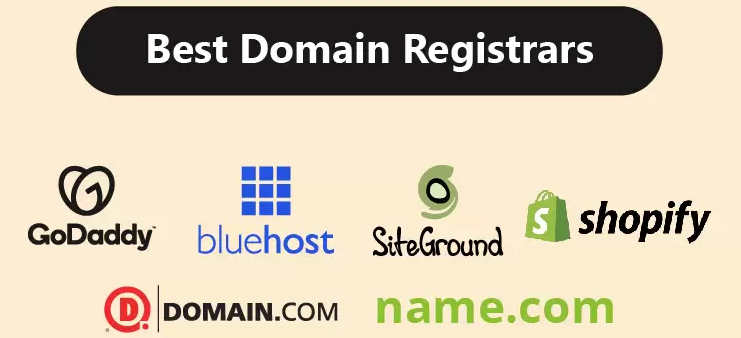 Best Domain Registrars
GoDaddy
bluehost
SiteGround
S shopify
D DOMAIN.COM
name.com